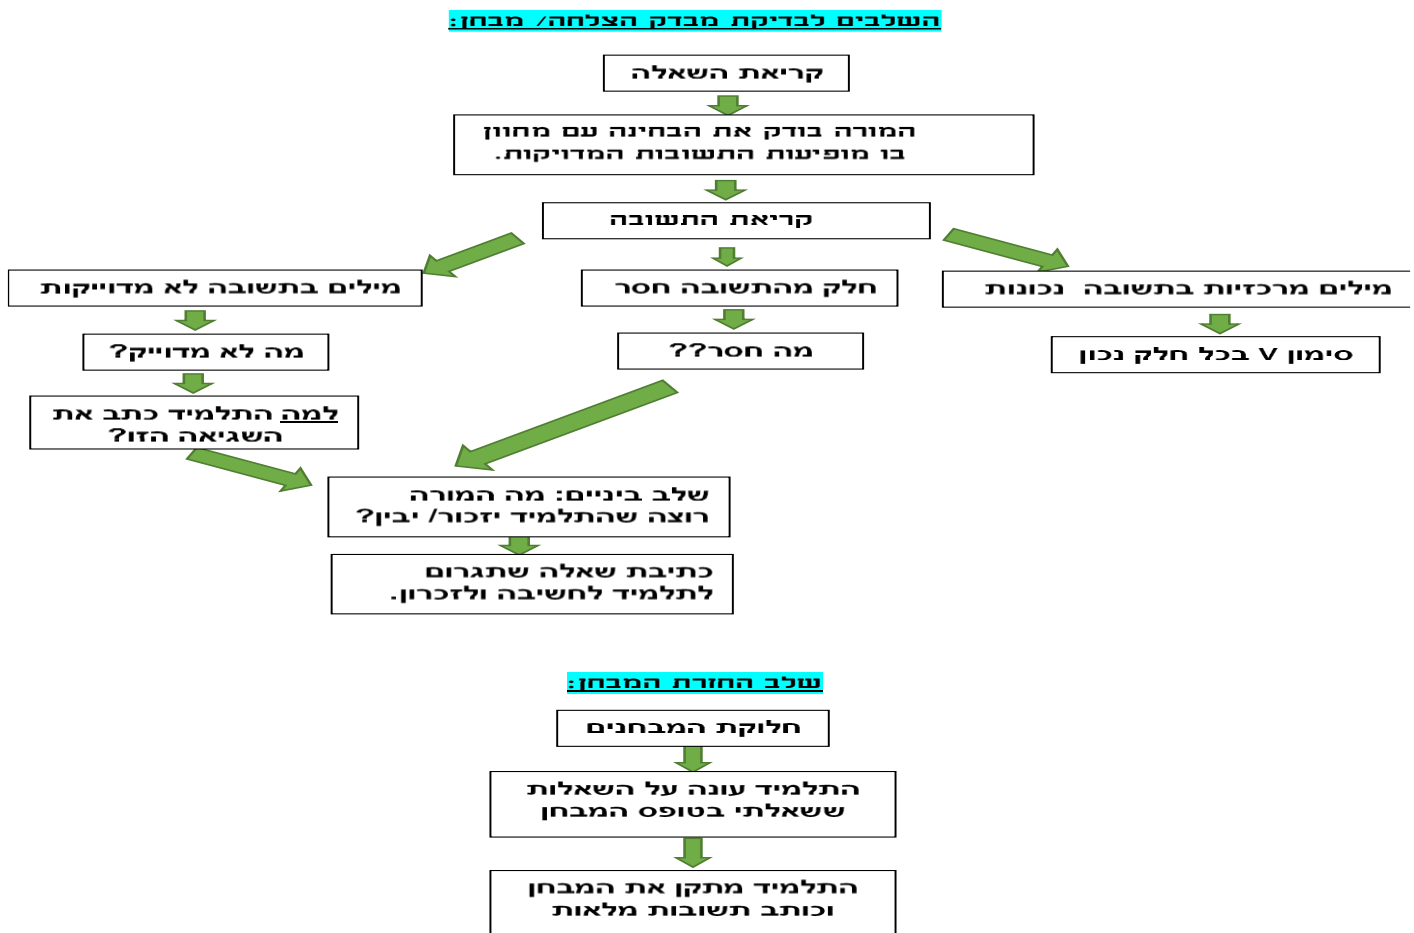 השלבים לבדיקת מבדק הצלחה/ מבחן:
קריאת השאלה
המורה בודק את הבחינה עם מחוון
בו מופיעות התשובות המדויקות.
קריאת התשובה
מילים מרכזיות בתשובה נכונות
סימון V בכל חלק נכון
חלק מהתשובה חסר
מה חסר??
מילים בתשובה לא מדוייקות
מה לא מדוייק?
למה התלמיד כתב את
השגיאה הזו?
שלב ביניים: מה המורה
רוצה שהתלמיד יזכור/ יבין?
כתיבת שאלה שתגרום
לתלמיד לחשיבה ולזכרון.
שלב החזרת המבחן:
חלוקת המבחנים
התלמיד עונה על השאלות
ששאלתי בטופס המבחן
התלמיד מתקן את המבחן
וכותב תשובות מלאות